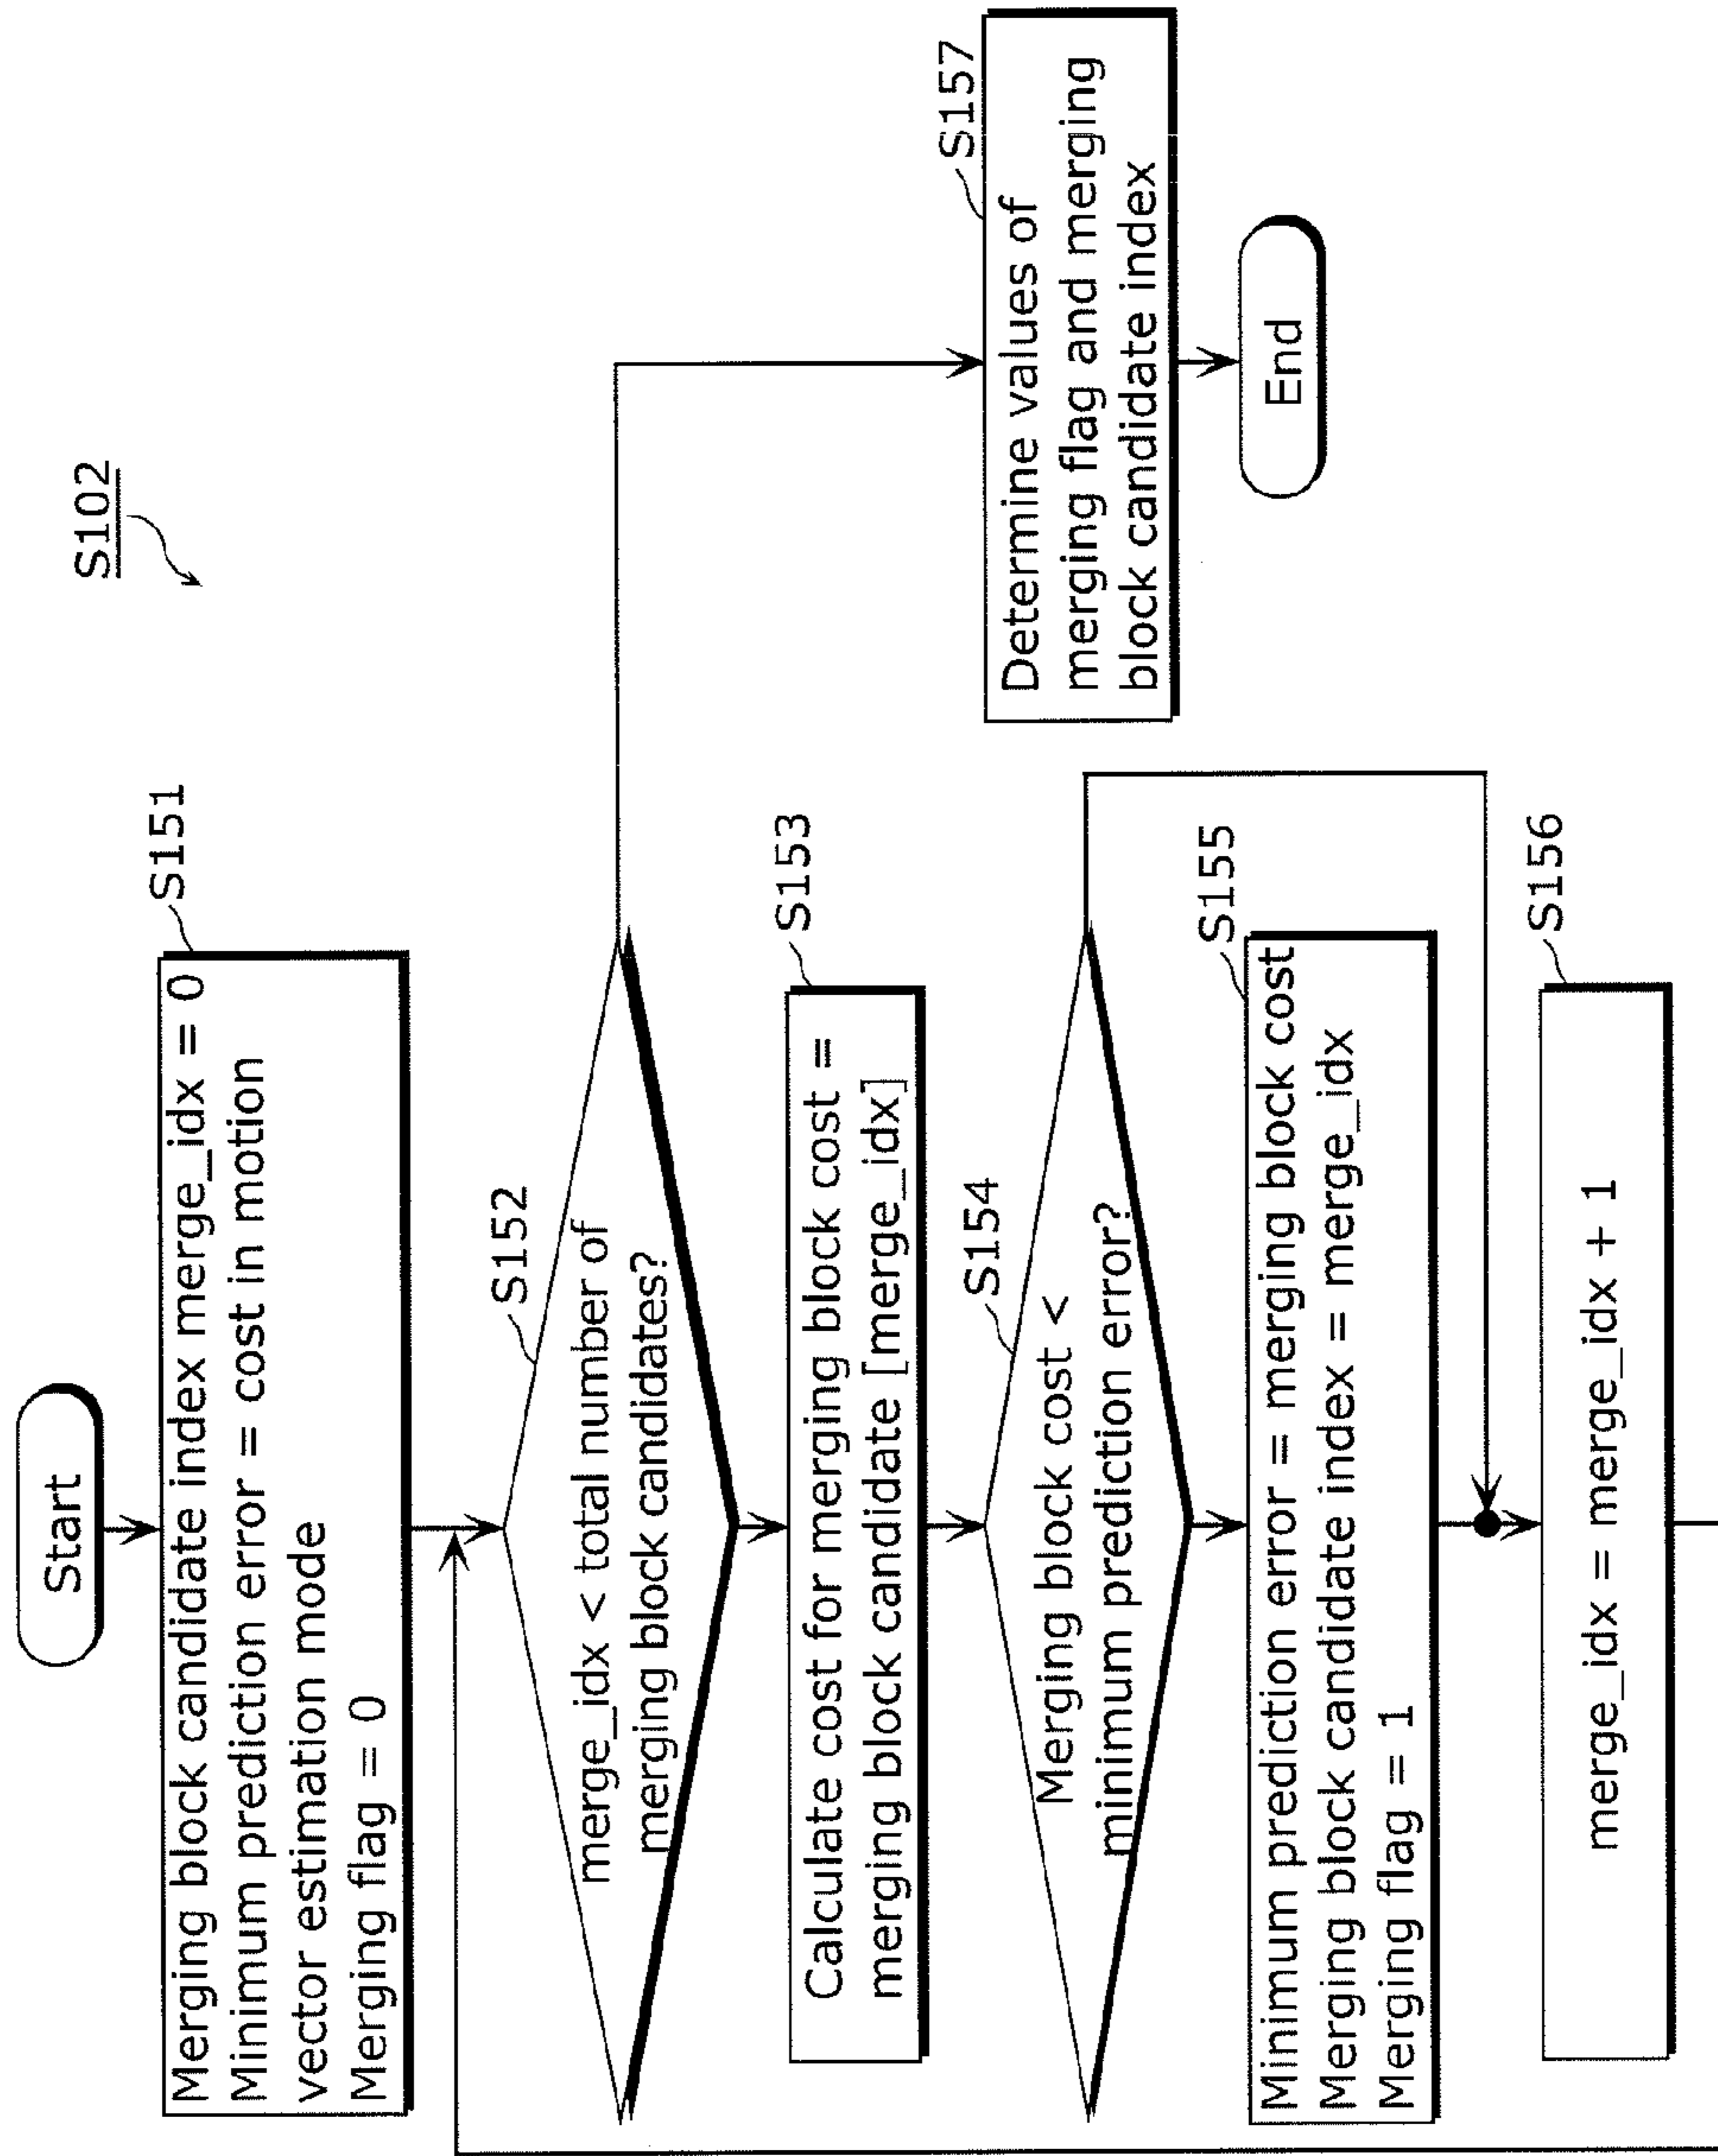 S102
Start
S151
Merging block candidate index merge_idx = 0
Minimum prediction error = cost in motion
vector estimation mode
Merging flag = 0
S152
merge_idx < total number of
merging block candidates?
S153
Calculate cost for merging block cost =
merging block candidate [merge_idx]
S154
Merging block cost <
minimum prediction error?
S155
Minimum prediction error = merging block cost
Merging block candidate index = merge_idx
Merging flag = 1
S156
merge_idx = merge_idx + 1
S157
Determine values of
merging flag and merging
block candidate index
End